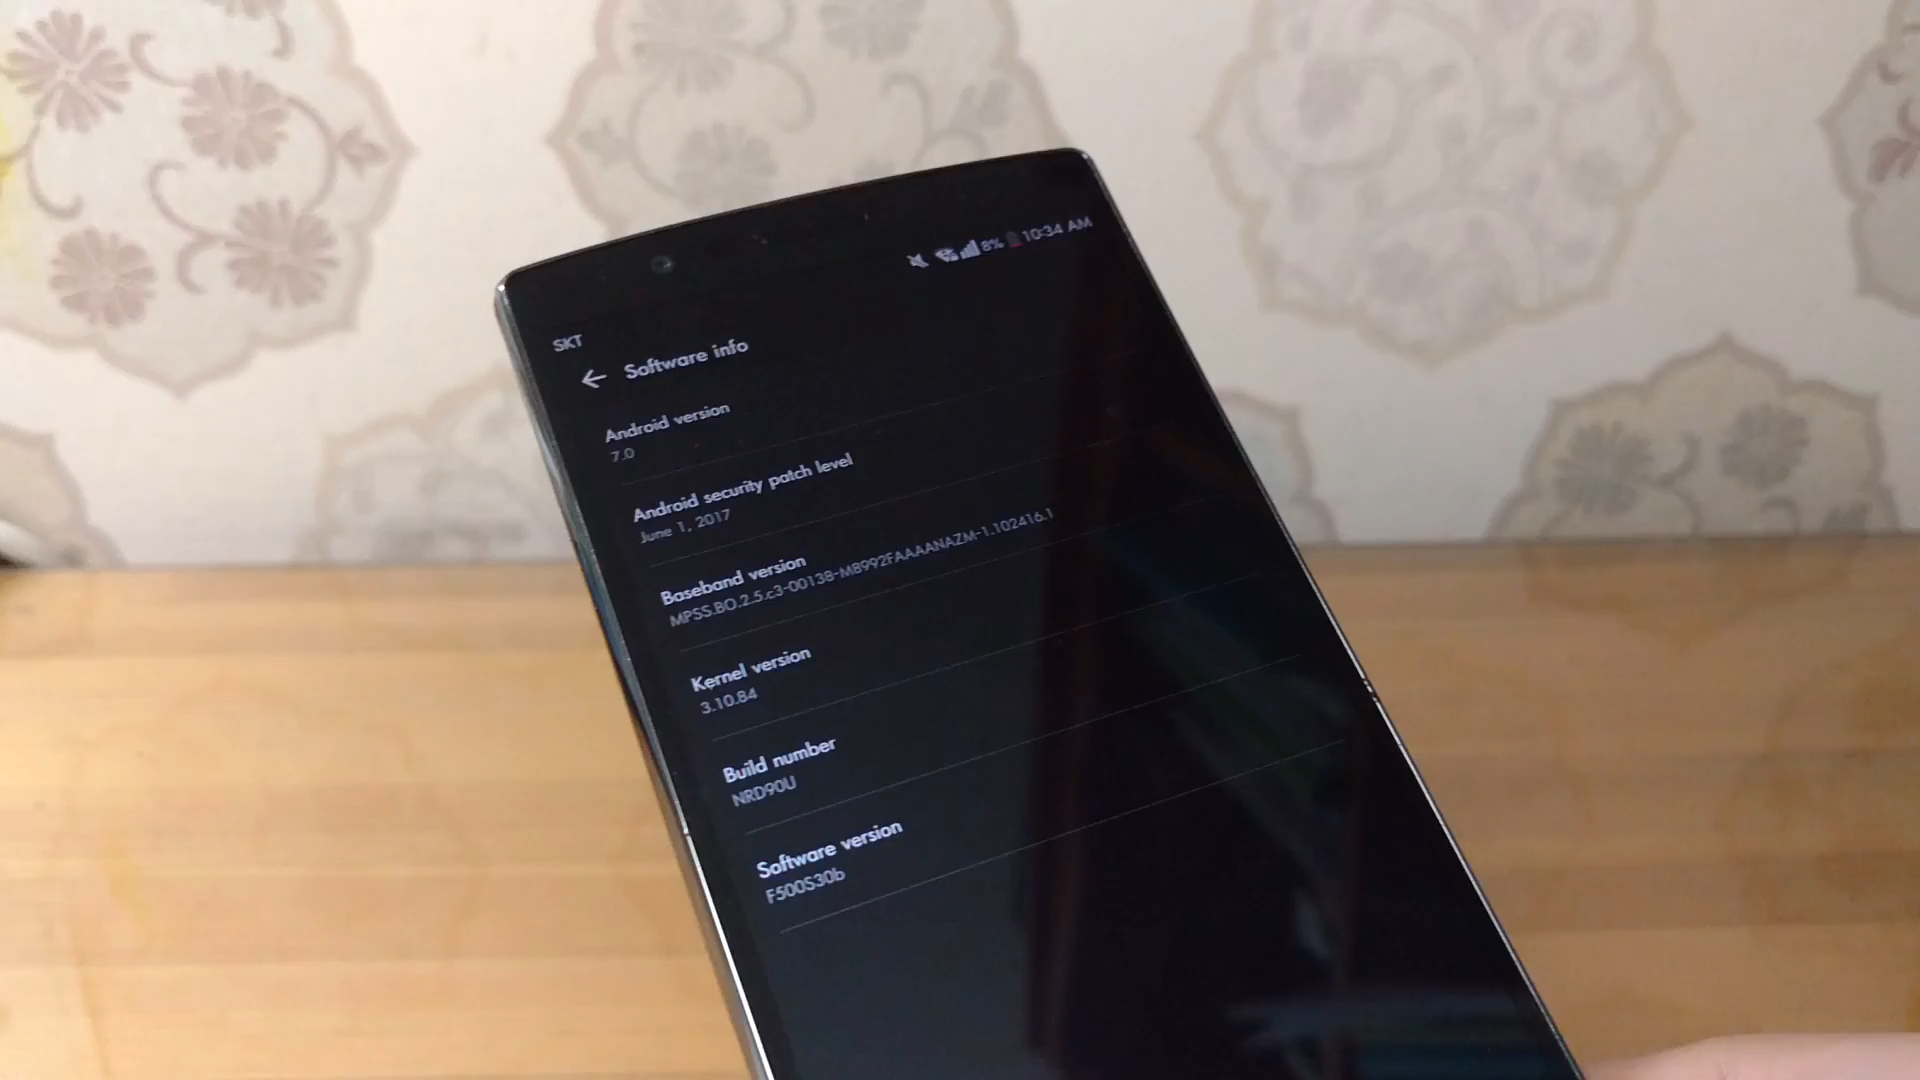 8% 10:34 AM
SKT
Software info
Android version
7.0
Android security patch level
June 1, 2017
Baseband version
MPSS.BO.2.5.c3-00138-M8992FAAAANAZM-1.102416.1
Kernel version
3.10.84
Build number
NRD90U
Software version
F500S30b